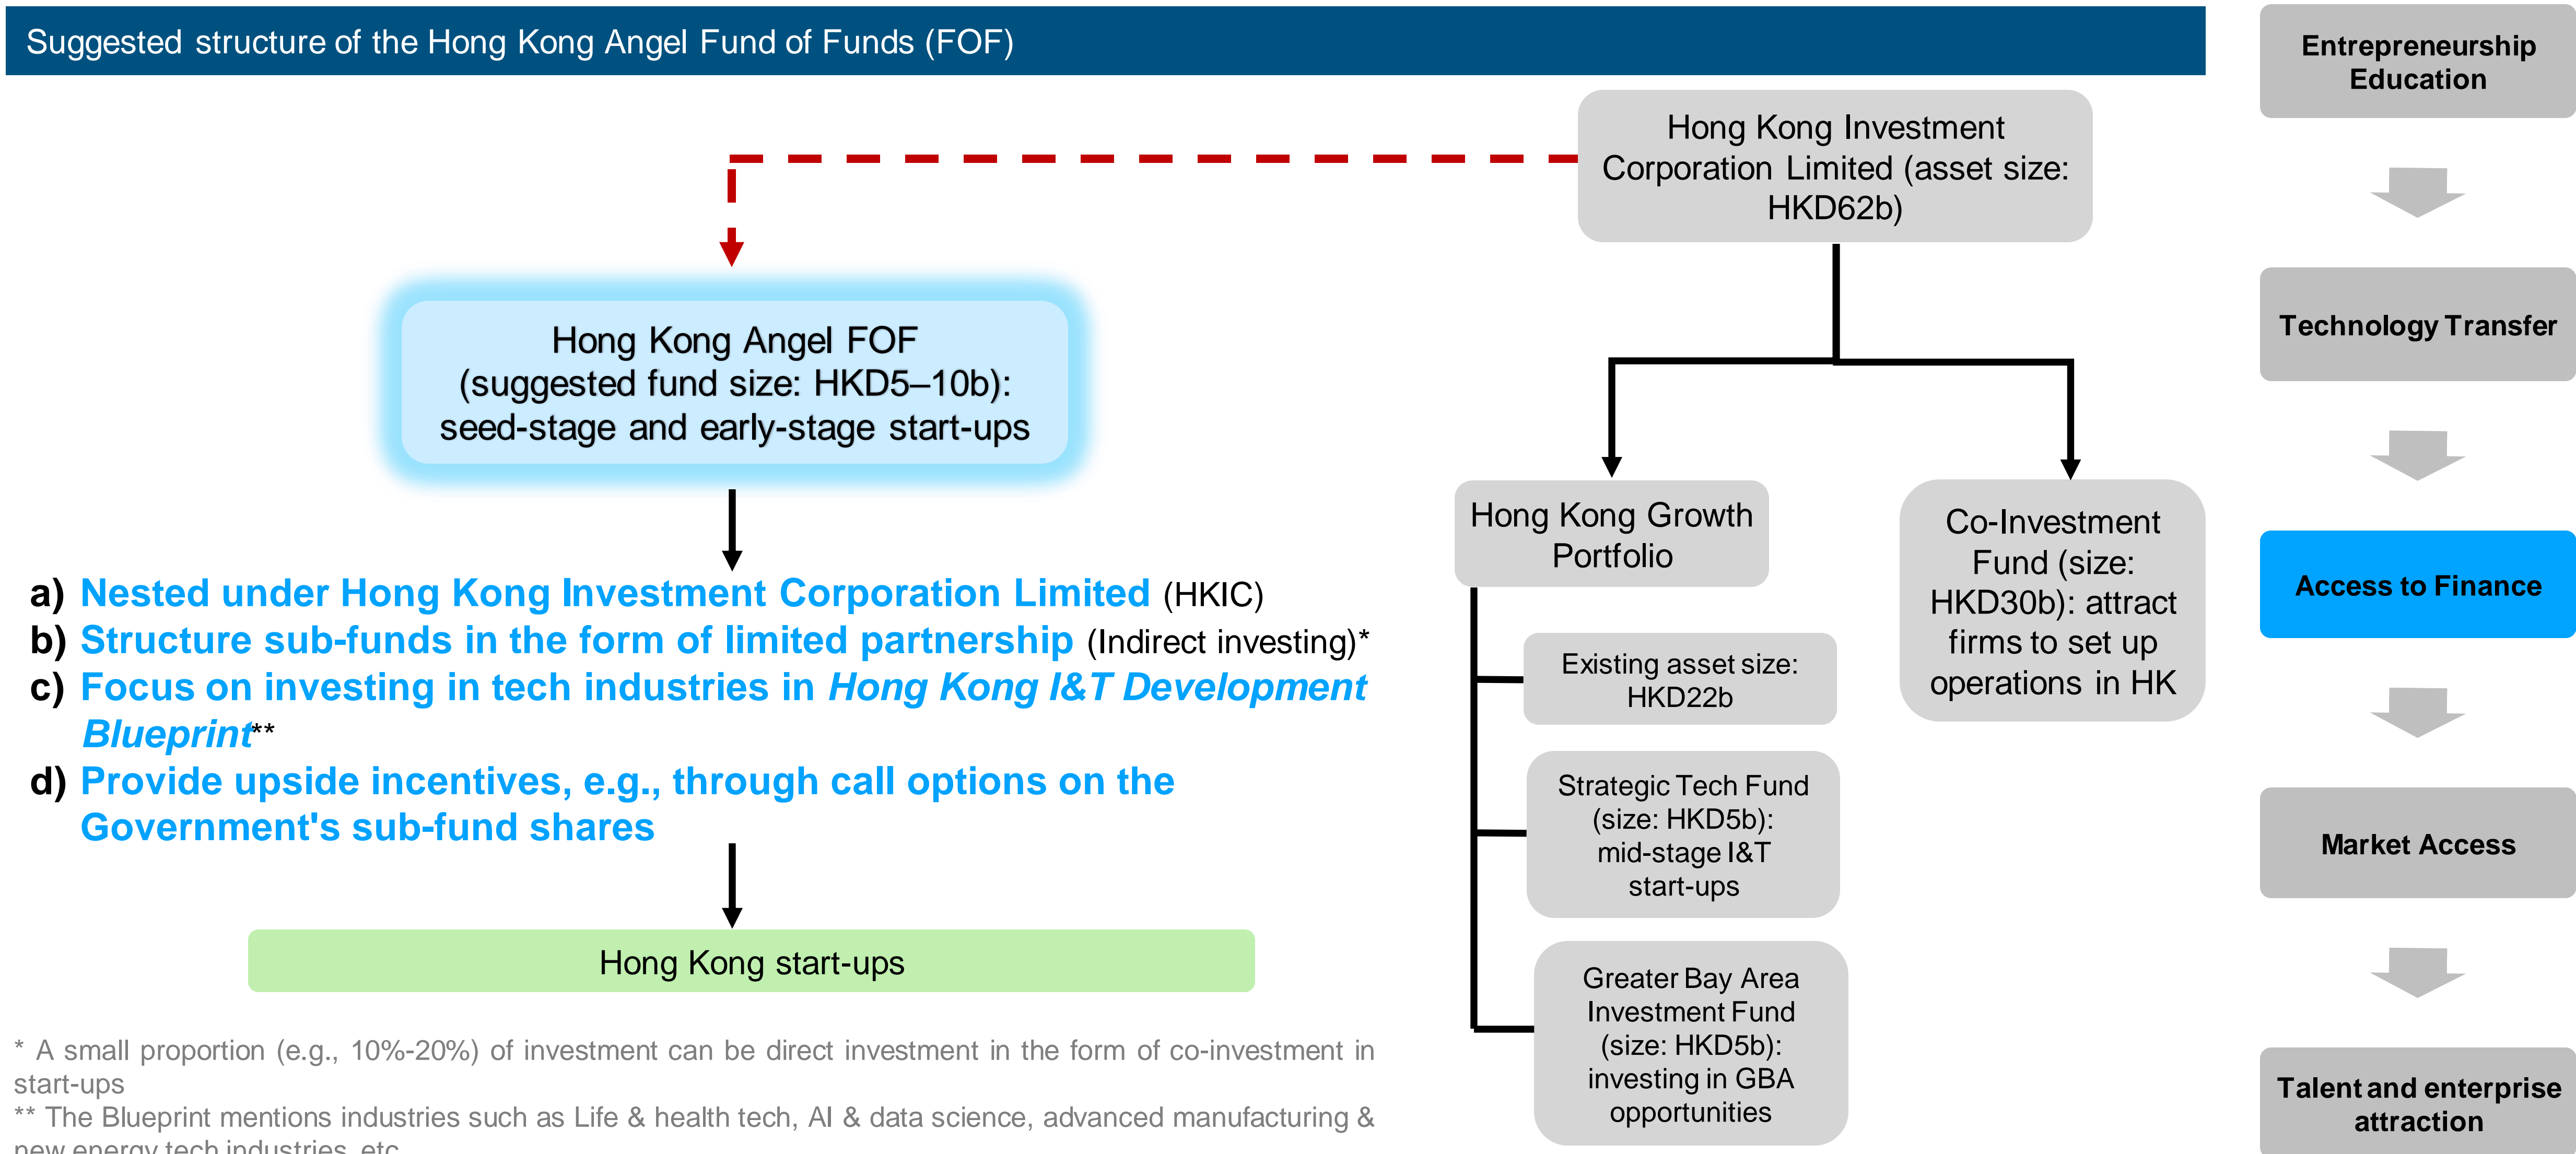 Suggested structure of the Hong Kong Angel Fund of Funds (FOF)
Hong Kong Investment
Corporation Limited (asset size:
HKD62b)
Hong Kong Angel FOF
(suggested fund size: HKD5–10b):
seed-stage and early-stage start-ups
a) Nested under Hong Kong Investment Corporation Limited (HKIC)
b) Structure sub-funds in the form of limited partnership (Indirect investing)*
c) Focus on investing in tech industries in Hong Kong I&T Development
Blueprint**
d) Provide upside incentives, e.g., through call options on the
Government's sub-fund shares
Hong Kong start-ups
* A small proportion (e.g., 10%-20%) of investment can be direct investment in the form of co-investment in
start-ups
** The Blueprint mentions industries such as Life & health tech, AI & data science, advanced manufacturing &
new energy tech industries, etc
Hong Kong Growth
Portfolio
Existing asset size:
HKD22b
Strategic Tech Fund
(size: HKD5b):
mid-stage I&T
start-ups
Greater Bay Area
Investment Fund
(size: HKD5b):
investing in GBA
opportunities
Co-Investment
Fund (size:
HKD30b): attract
firms to set up
operations in HK
Entrepreneurship
Education
Technology Transfer
Access to Finance
Market Access
Talent and enterprise
attraction